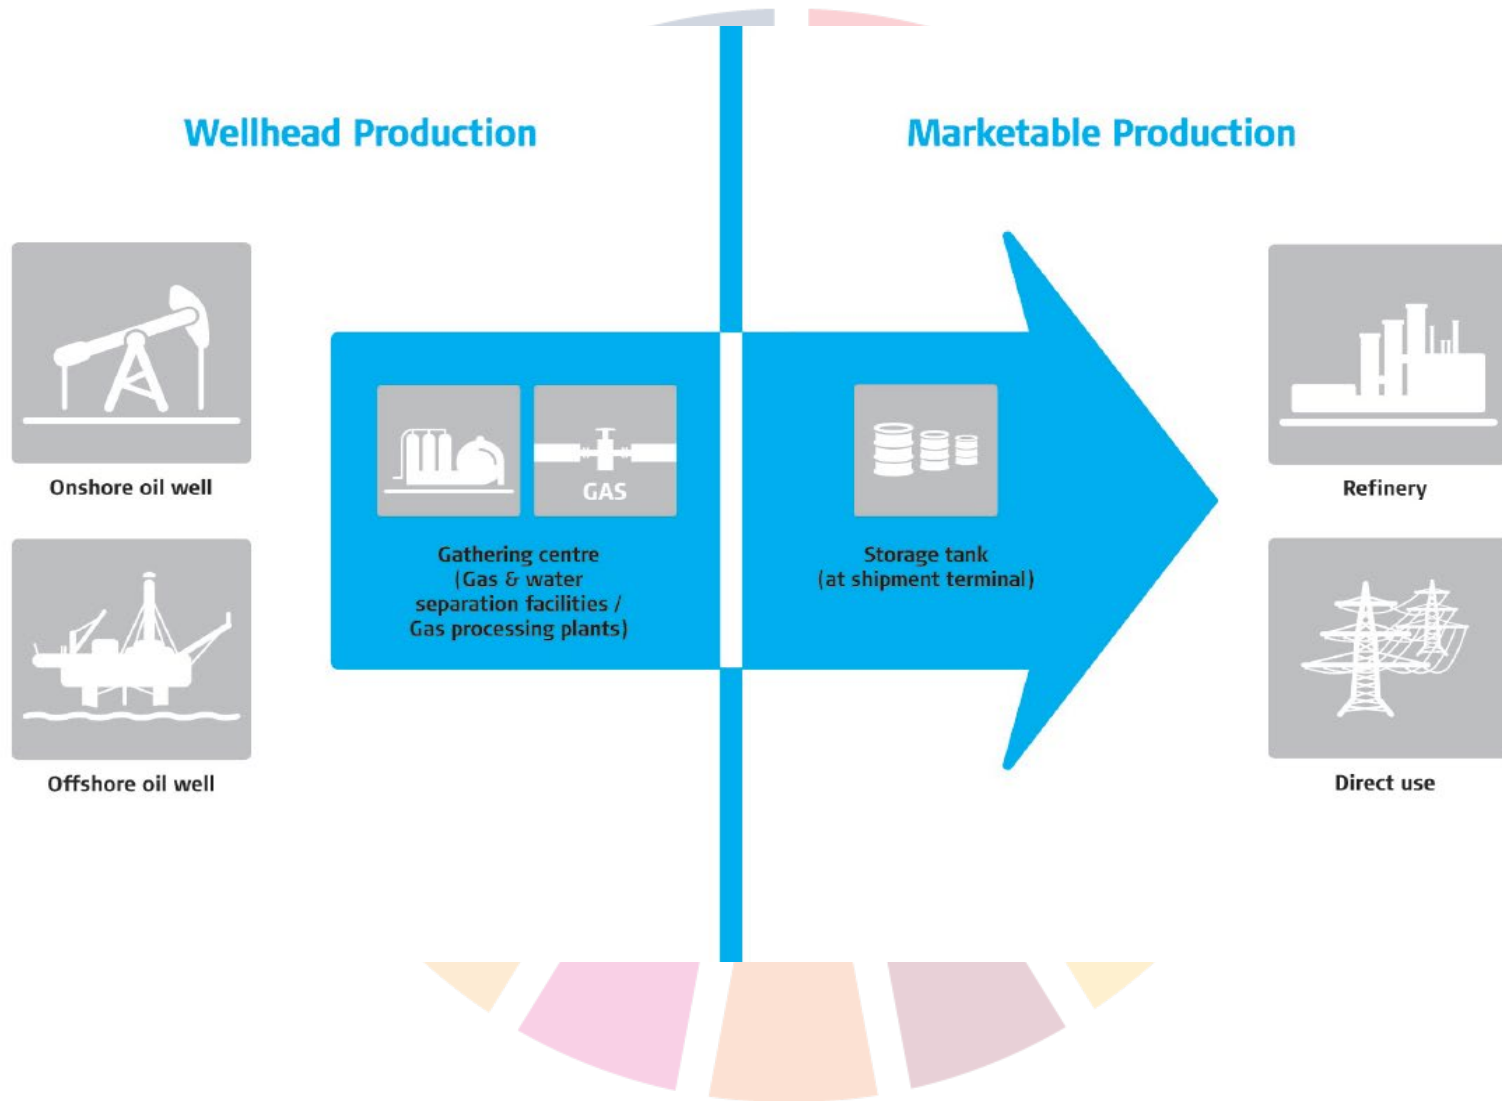 Wellhead Production
Marketable Production
Onshore oil well
Offshore oil well
GAS
Gathering centre
(Gas & water
separation facilities /
Gas processing plants)
Storage tank
(at shipment terminal)
Refinery
Direct use